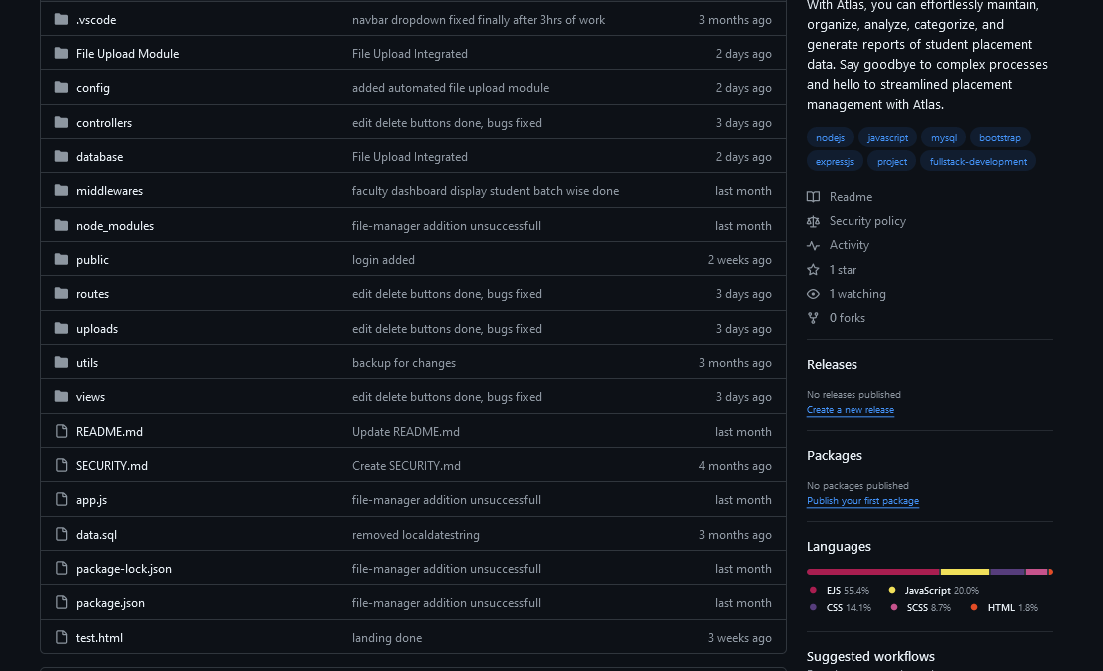 .vscode navbar dropdown fixed finally after 3hrs of work 3 months ago
File Upload Module File Upload Integrated 2 days ago
config added automated file upload module 2 days ago
controllers edit delete buttons done, bugs fixed 3 days ago
database File Upload Integrated 2 days ago
middlewares faculty dashboard display student batch wise done last month
node_modules file-manager addition unsuccessfull last month
public login added 2 weeks ago
routes edit delete buttons done, bugs fixed 3 days ago
uploads edit delete buttons done, bugs fixed 3 days ago
utils backup for changes 3 months ago
views edit delete buttons done, bugs fixed 3 days ago
README.md Update README.md last month
SECURITY.md Create SECURITY.md 4 months ago
app.js file-manager addition unsuccessfull last month
data.sql removed localdatestring 3 months ago
package-lock.json file-manager addition unsuccessfull last month
package.json file-manager addition unsuccessfull last month
test.html landing done 3 weeks ago
With Atlas, you can effortlessly maintain,
organize, analyze, categorize, and
generate reports of student placement
data. Say goodbye to complex processes
and hello to streamlined placement
management with Atlas.
nodejs javascript mysql bootstrap
expressjs project fullstack-development
Readme
Security policy
Activity
1 star
1 watching
0 forks
Releases
No releases published
Create a new release
Packages
No packages published
Publish your first package
Languages
EJS 55.4% JavaScript 20.0%
CSS 14.1% SCSS 8.7% HTML 1.8%
Suggested workflows